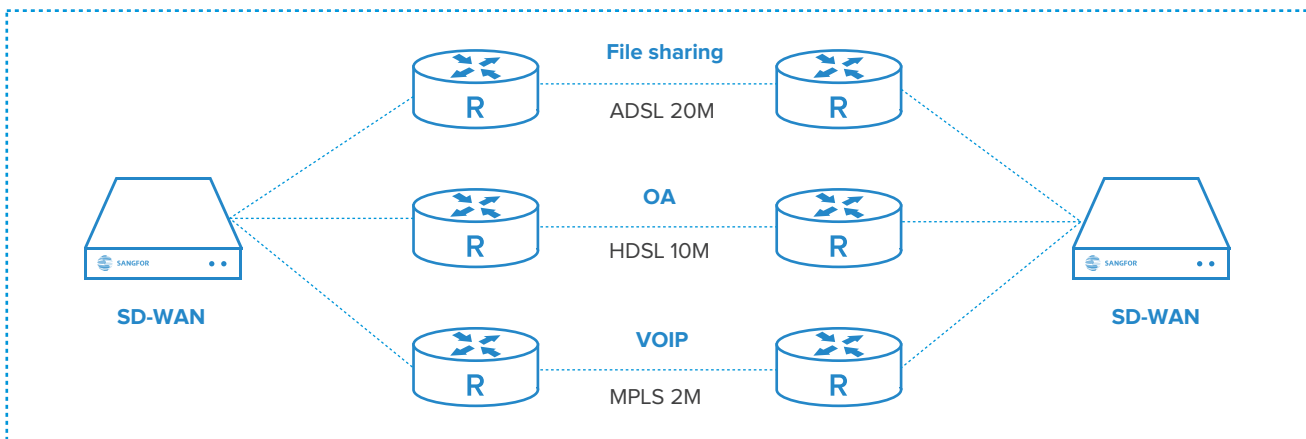 File sharing
R
R
ADSL 20M
OA
R
R
HDSL 10M
SANGFOR
SANGFOR
SD-WAN
SD-WAN
VOIP
R
R
MPLS 2M